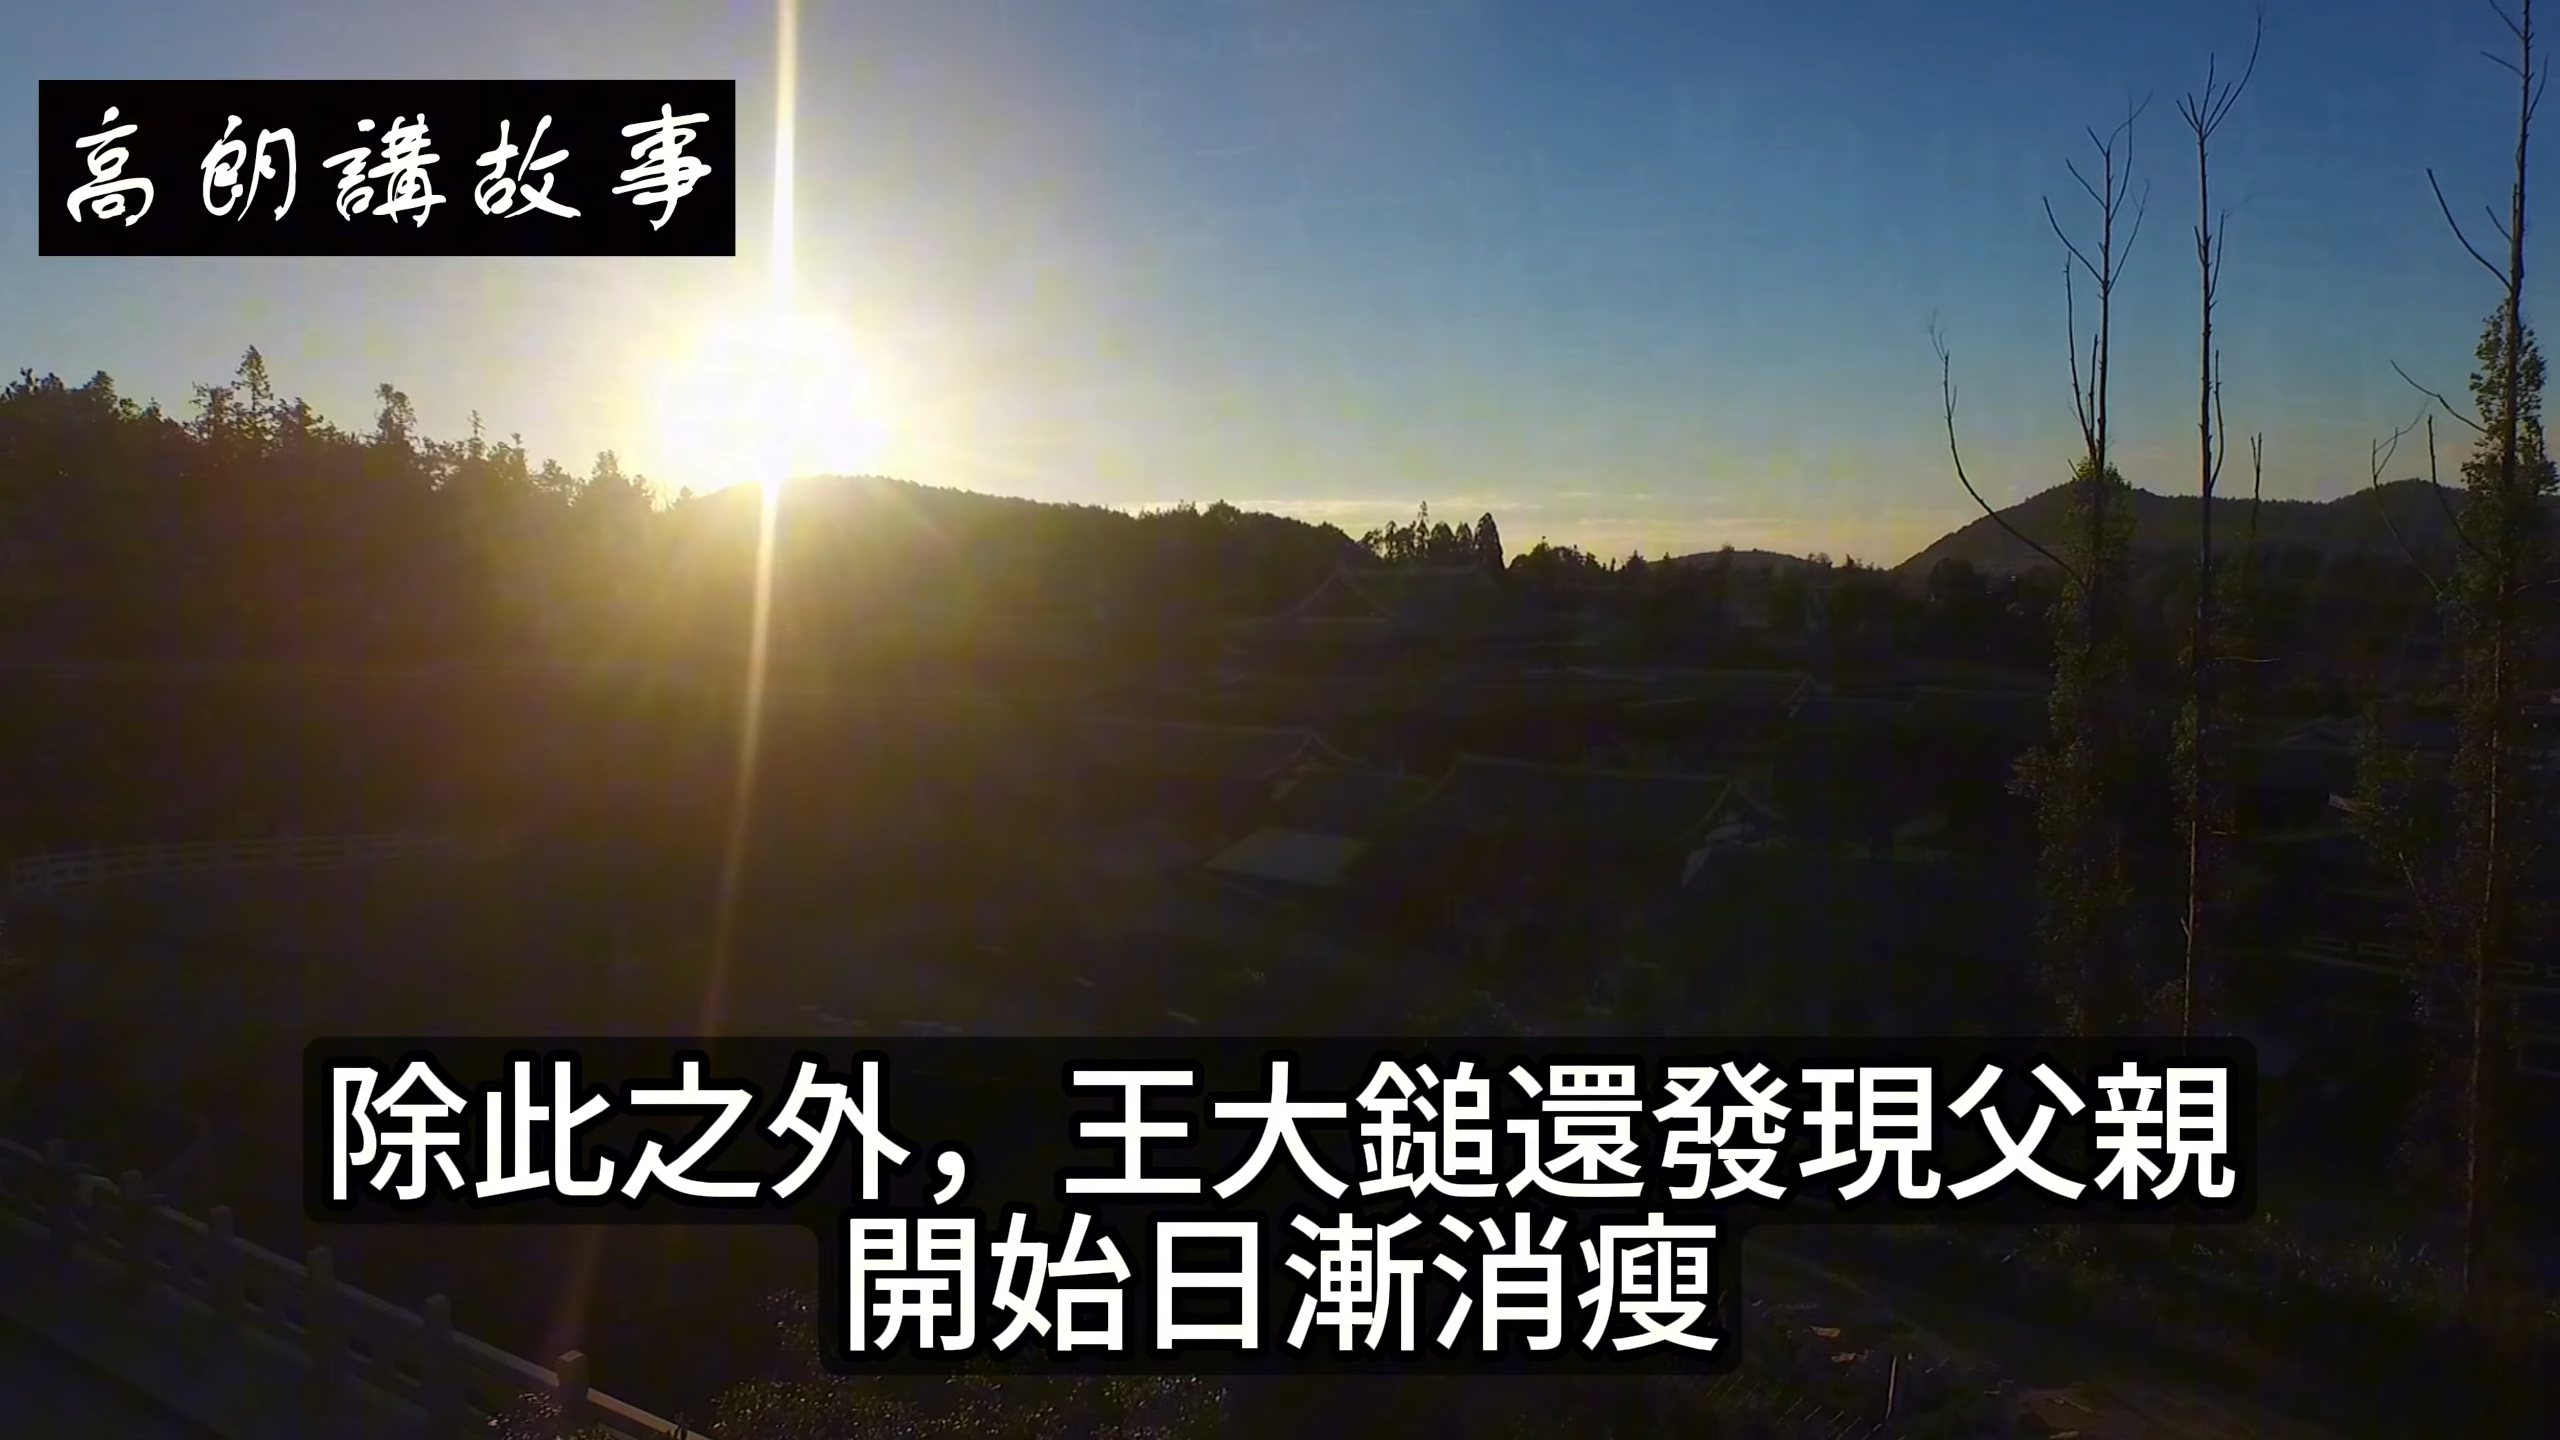 高朗講故事
除此之外，王大鎚還發現父親
開始日漸消瘦